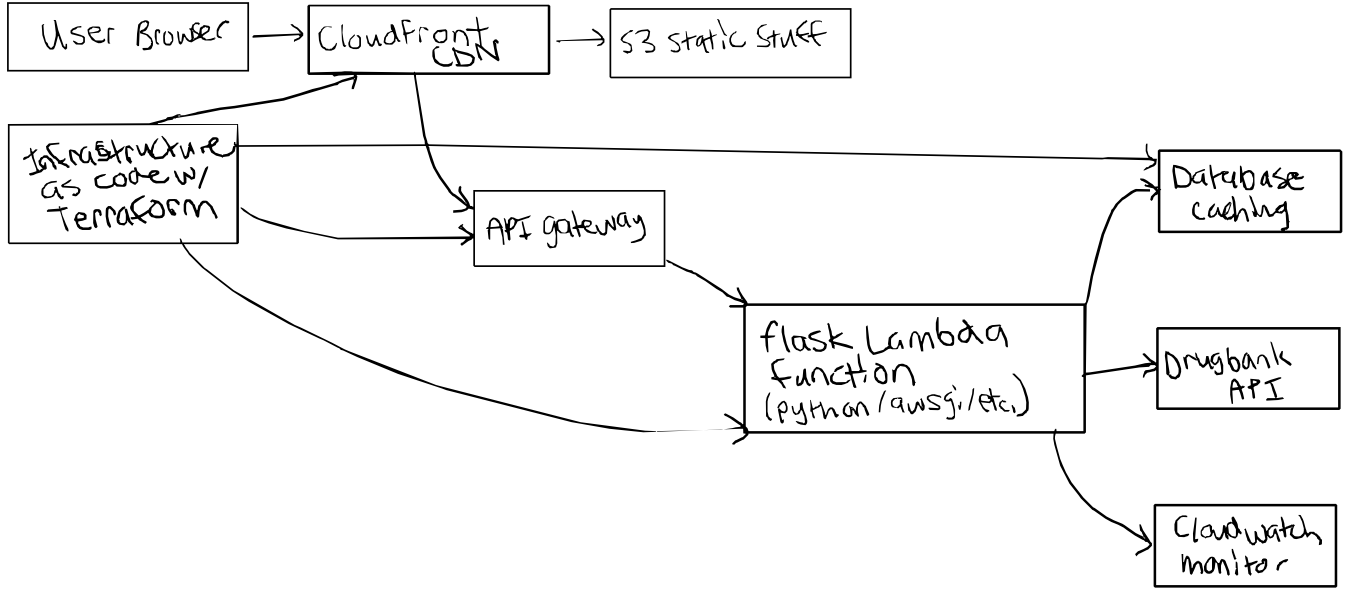 User Browser
CloudFront
CDN
S3 Static Stuff
Infrastructure
as code w/
Terraform
API gateway
Database
caching
flask Lambda
function
(python/awsgi/etc.)
Drugbank
API
Cloudwatch
monitor